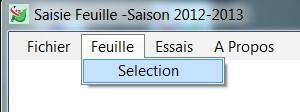 Saisie Feuille -Saison 2012-2013
Fichier Feuille Essais A Propos
Selection